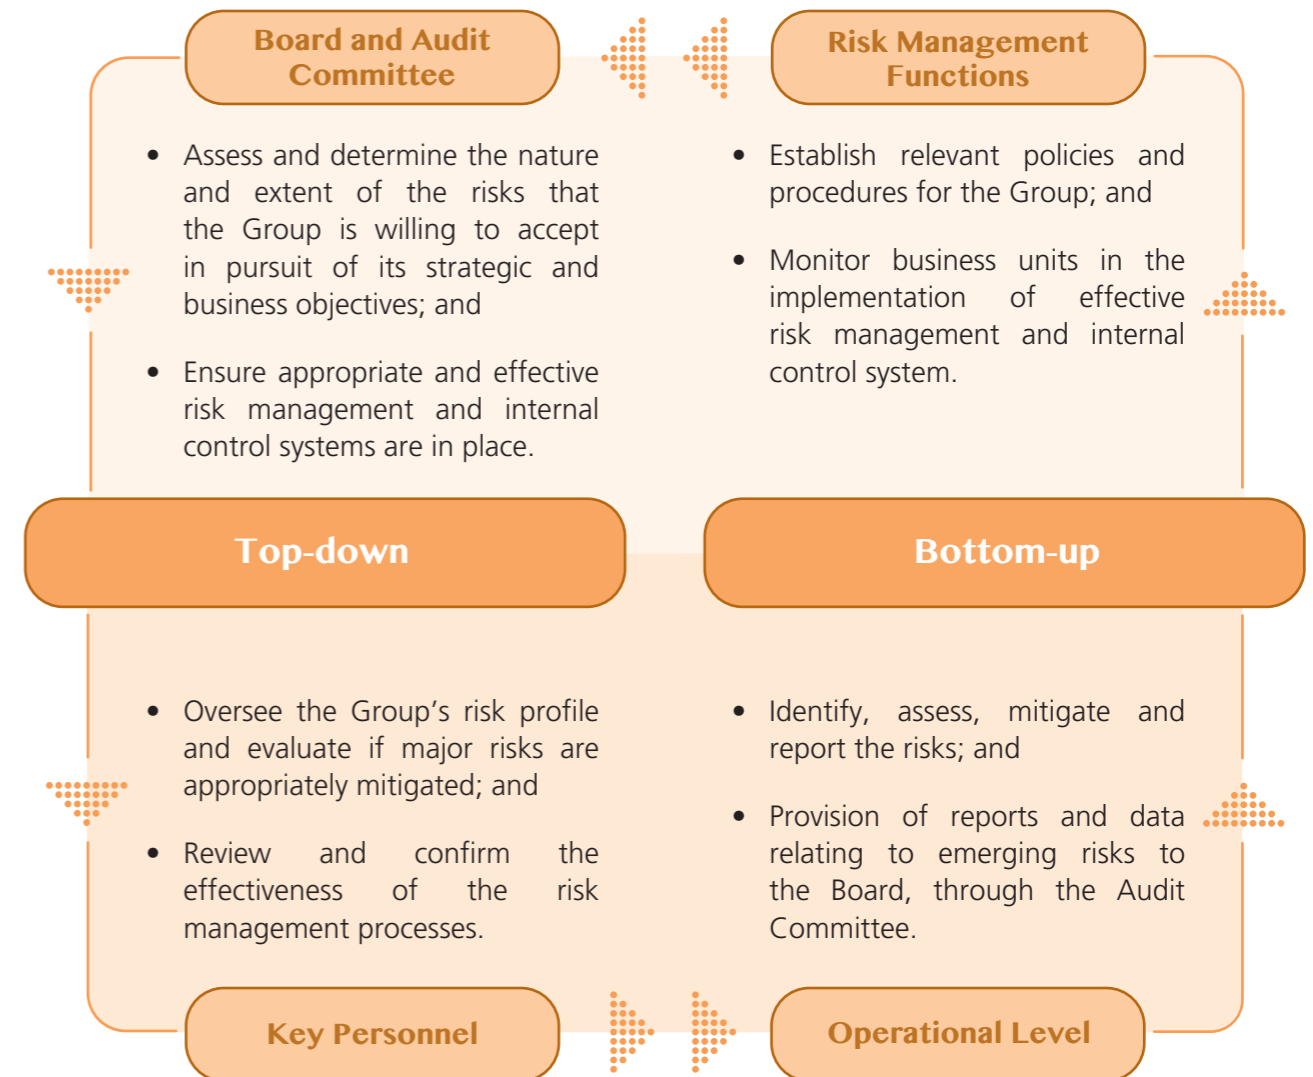 Board and Audit
Committee
Risk Management
Functions
• Assess and determine the nature
and extent of the risks that
the Group is willing to accept
in pursuit of its strategic and
business objectives; and
• Ensure appropriate and effective
risk management and internal
control systems are in place.
• Establish relevant policies and
procedures for the Group; and
• Monitor business units in the
implementation of effective
risk management and internal
control system.
Top-down
Bottom-up
• Oversee the Group’s risk profile
and evaluate if major risks are
appropriately mitigated; and
• Review and confirm the
effectiveness of the risk
management processes.
• Identify, assess, mitigate and
report the risks; and
• Provision of reports and data
relating to emerging risks to
the Board, through the Audit
Committee.
Key Personnel
Operational Level